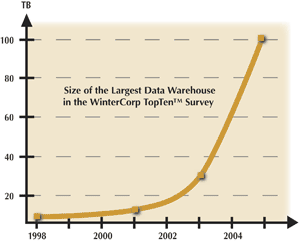 TB
100
Size of the Largest Data Warehouse
in the WinterCorp TopTen™ Survey
80
60
40
20
1998 2000 2002 2004